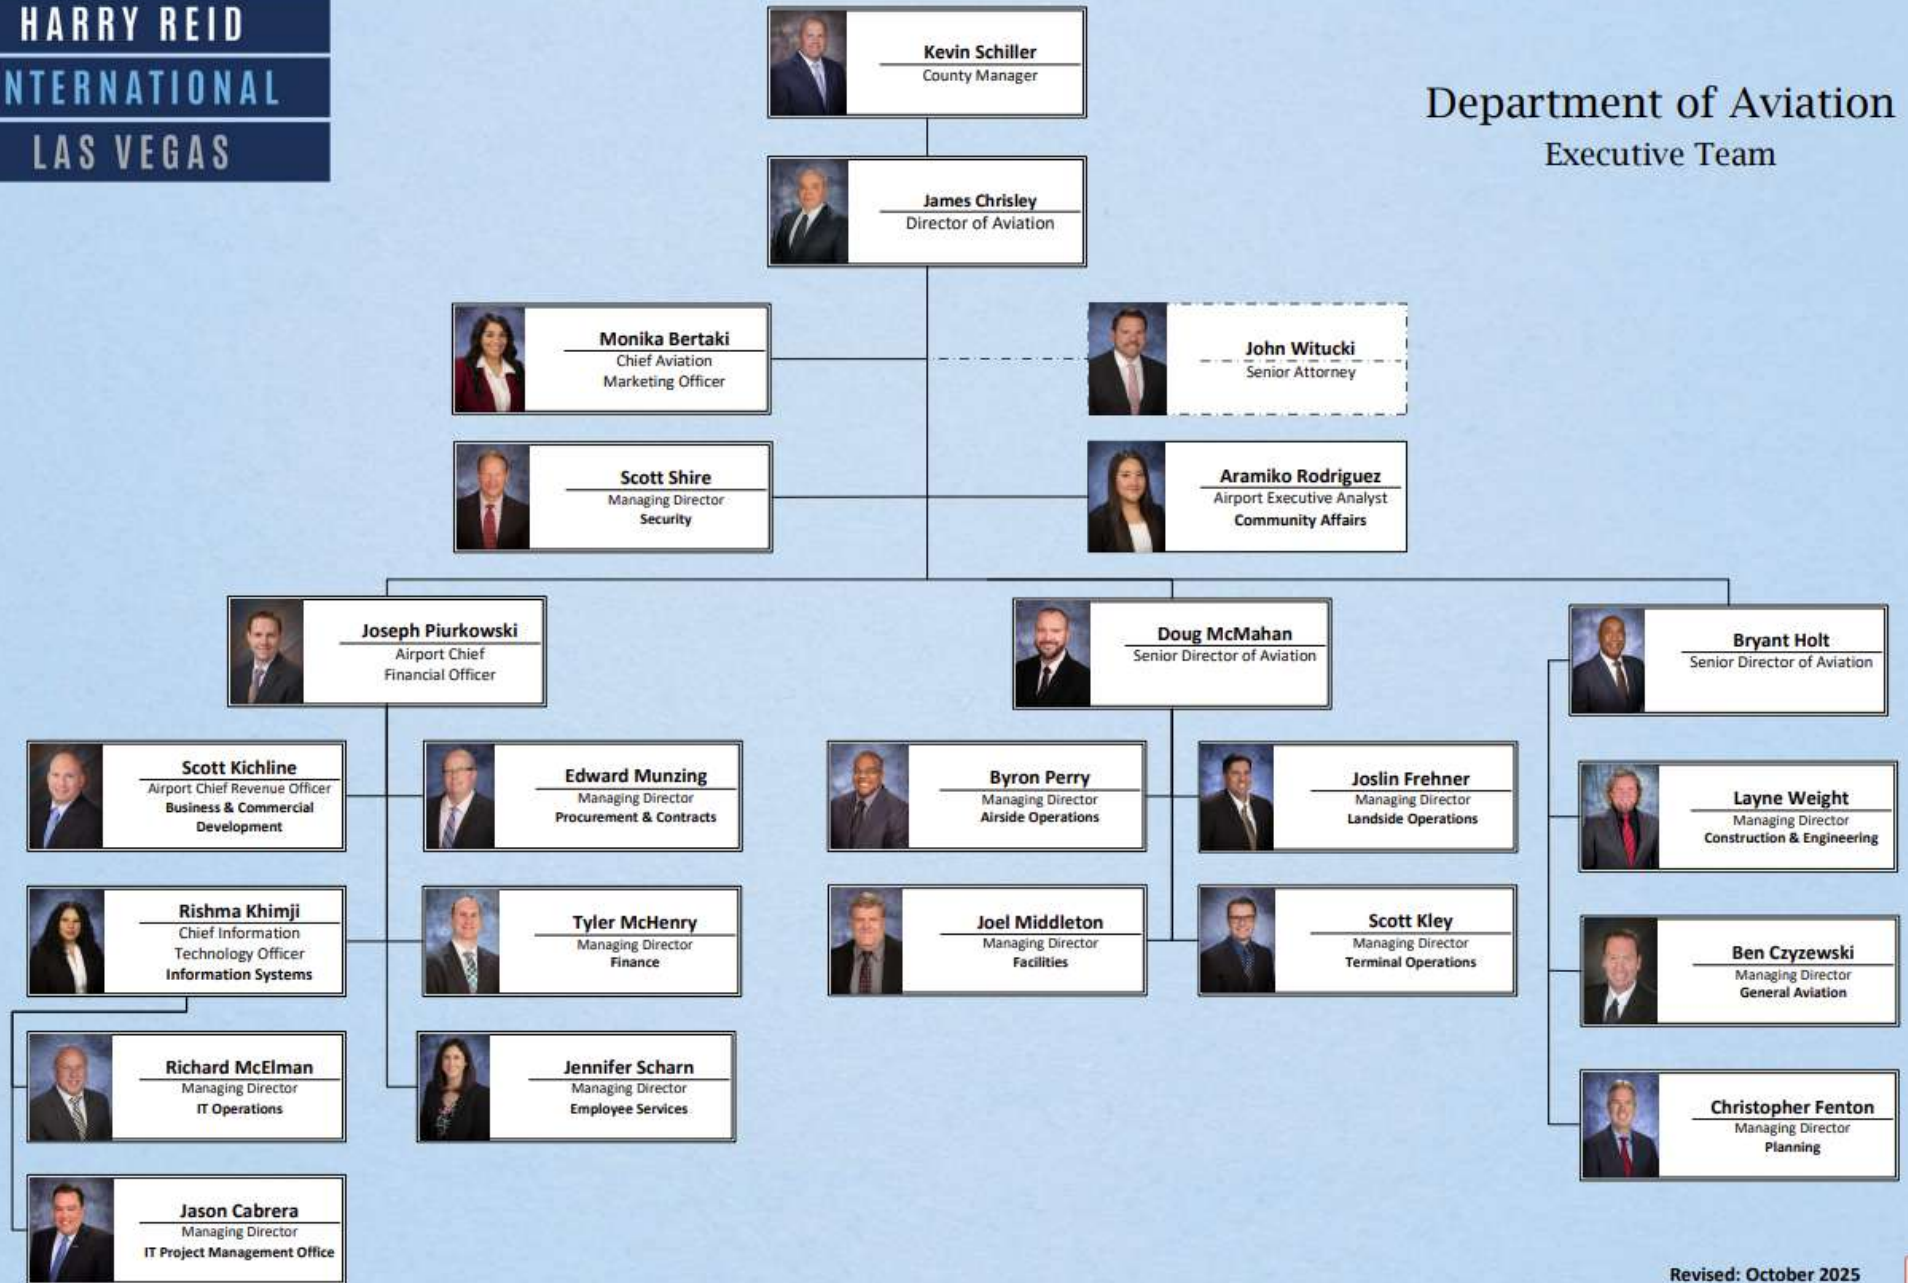 HARRY REID
NTERNATIONAL
LAS VEGAS
Department of Aviation
Executive Team
Kevin Schiller
County Manager
James Chrisley
Director of Aviation
Monika Bertaki
Chief Aviation
Marketing Officer
John Witucki
Senior Attorney
Scott Shire
Managing Director
Security
Aramiko Rodriguez
Airport Executive Analyst
Community Affairs
Joseph Piurkowski
Airport Chief
Financial Officer
Doug McMahan
Senior Director of Aviation
Bryant Holt
Senior Director of Aviation
Scott Kichline
Airport Chief Revenue Officer
Business & Commercial
Development
Edward Munzing
Managing Director
Procurement & Contracts
Byron Perry
Managing Director
Airside Operations
Joslin Frehner
Managing Director
Landside Operations
Layne Weight
Managing Director
Construction & Engineering
Rishma Khimji
Chief Information
Technology Officer
Information Systems
Tyler McHenry
Managing Director
Finance
Joel Middleton
Managing Director
Facilities
Scott Kley
Managing Director
Terminal Operations
Ben Czyzewski
Managing Director
General Aviation
Richard McElman
Managing Director
IT Operations
Jennifer Scharn
Managing Director
Employee Services
Christopher Fenton
Managing Director
Planning
Jason Cabrera
Managing Director
IT Project Management Office
Revised: October 2025